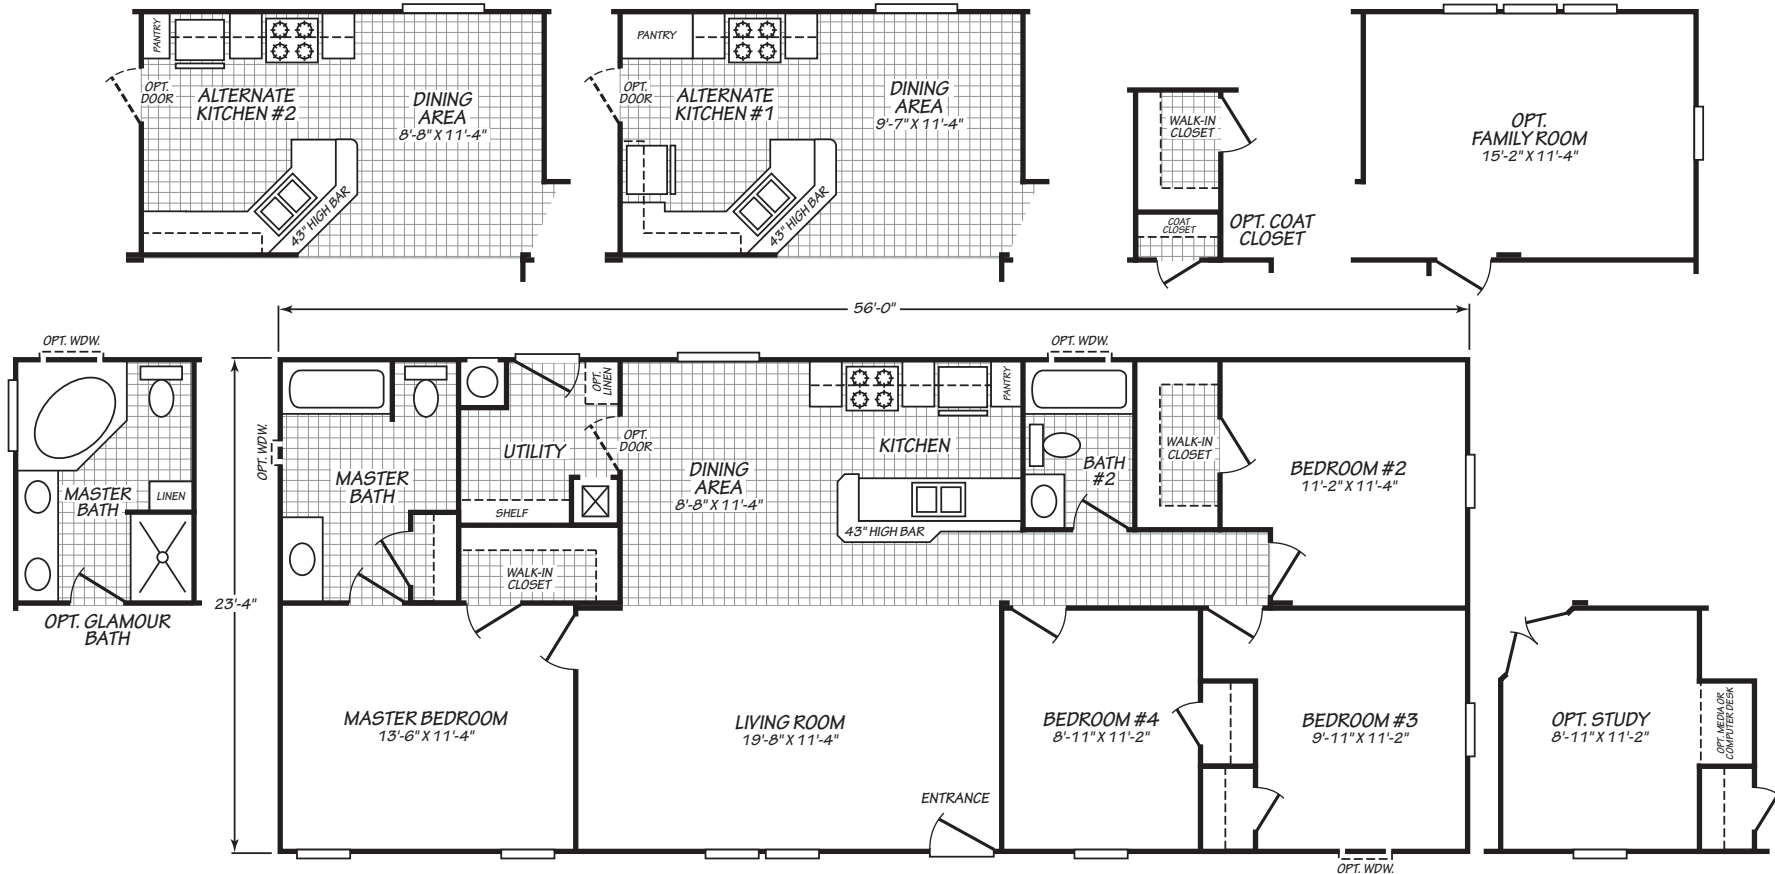 PANTRY
OPT.
DOOR
ALTERNATE
KITCHEN #2
DINING
AREA
8'-8" X 11'-4"
43" HIGH BAR
PANTRY
OPT.
DOOR
ALTERNATE
KITCHEN #1
DINING
AREA
9'-7" X 11'-4"
43" HIGH BAR
WALK-IN
CLOSET
COAT
CLOSET
OPT. COAT
CLOSET
OPT.
FAMILY ROOM
15'-2" X 11'-4"
56'-0"
OPT. WDW.
MASTER
BATH
LINEN
OPT. GLAMOUR
BATH
23'-4"
OPT. WDW.
MASTER
BATH
UTILITY
OPT.
LINEN
OPT.
DOOR
SHELF
WALK-IN
CLOSET
DINING
AREA
8'-8" X 11'-4"
KITCHEN
PANTRY
43" HIGH BAR
OPT. WDW.
BATH
#2
WALK-IN
CLOSET
BEDROOM #2
11'-2" X 11'-4"
MASTER BEDROOM
13'-6" X 11'-4"
LIVING ROOM
19'-8" X 11'-4"
ENTRANCE
BEDROOM #4
8'-11" X 11'-2"
BEDROOM #3
9'-11" X 11'-2"
OPT. WDW.
OPT. STUDY
8'-11" X 11'-2"
OPT. MEDIA OR
COMPUTER DESK